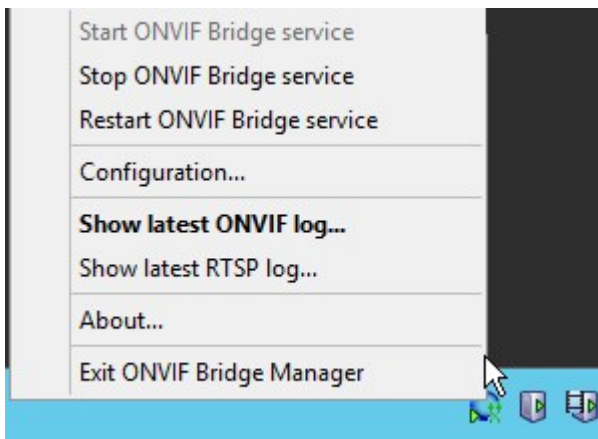 Start ONVIF Bridge service
Stop ONVIF Bridge service
Restart ONVIF Bridge service
Configuration...
Show latest ONVIF log...
Show latest RTSP log...
About...
Exit ONVIF Bridge Manager